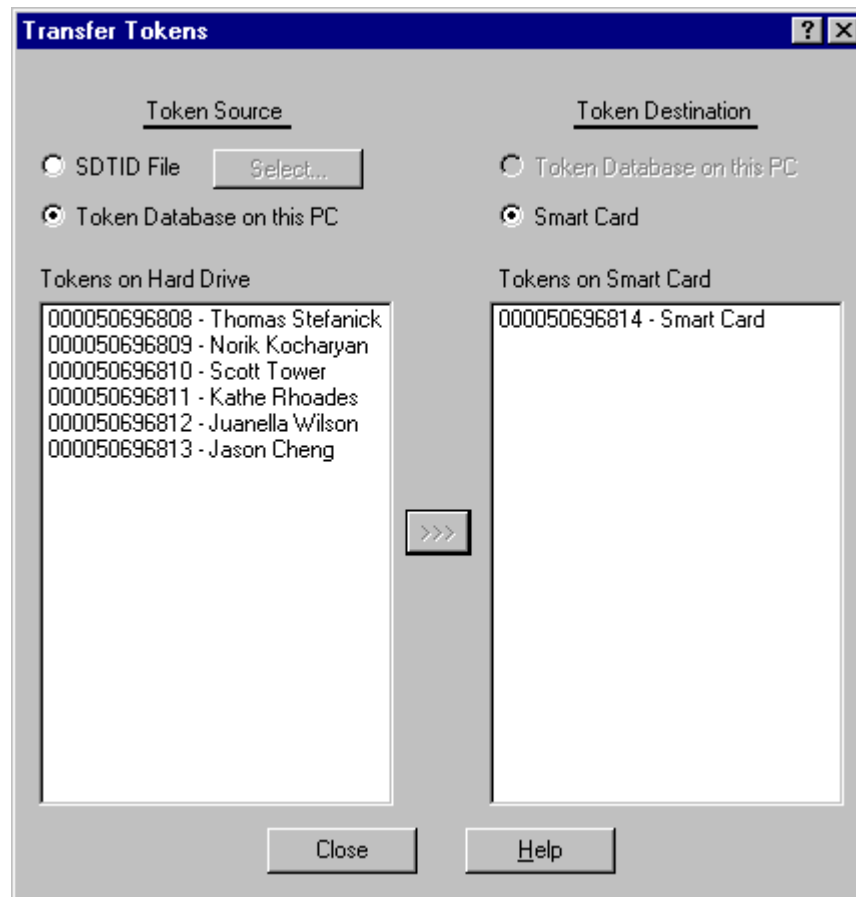 Transfer Tokens
Token Source
Token Destination
SDTID File
Select...
Token Database on this PC
Token Database on this PC
Smart Card
Tokens on Hard Drive
000050696808 - Thomas Stefanick
000050696809 - Norik Kocharyan
000050696810 - Scott Tower
000050696811 - Kathe Rhoades
000050696812 - Juanella Wilson
000050696813 - Jason Cheng
Tokens on Smart Card
000050696814 - Smart Card
>>>
Close
Help